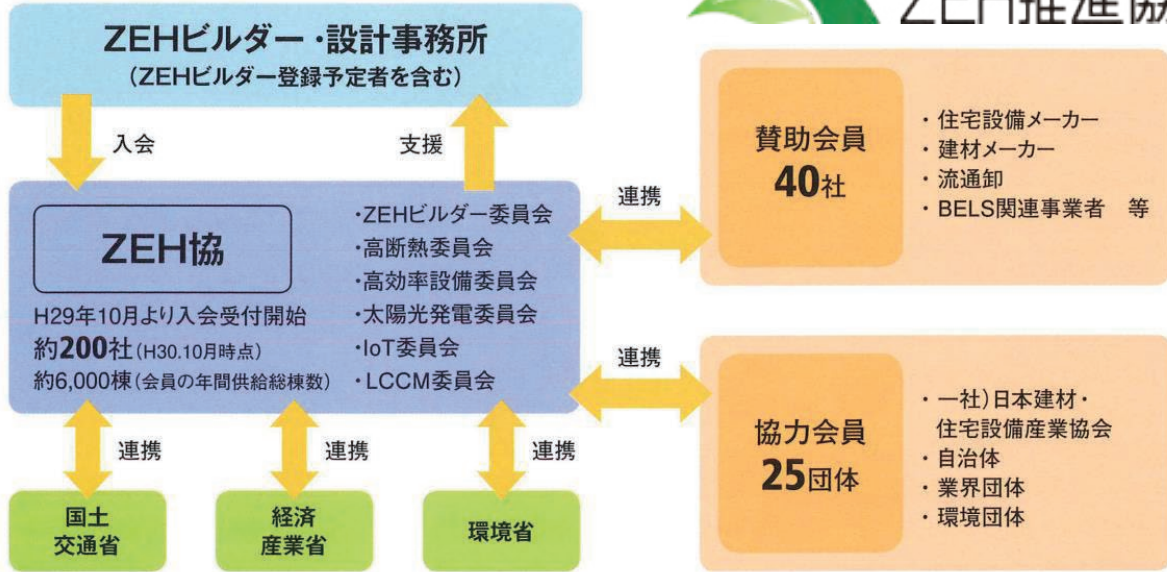 ZEH推進協
ZEHビルダー・設計事務所
(ZEHビルダー登録予定者を含む)
入会
支援
ZEH協
H29年10月より入会受付開始
約200社(H30.10月時点)
約6,000棟(会員の年間供給総棟数)
・ZEHビルダー委員会
・高断熱委員会
・高効率設備委員会
・太陽光発電委員会
・IoT委員会
・LCCM委員会
連携
賛助会員
40社
・住宅設備メーカー
・建材メーカー
・流通卸
・BELS関連事業者 等
連携
協力会員
25団体
・一社)日本建材・
住宅設備産業協会
・自治体
・業界団体
・環境団体
連携
連携
連携
国土
交通省
経済
産業省
環境省